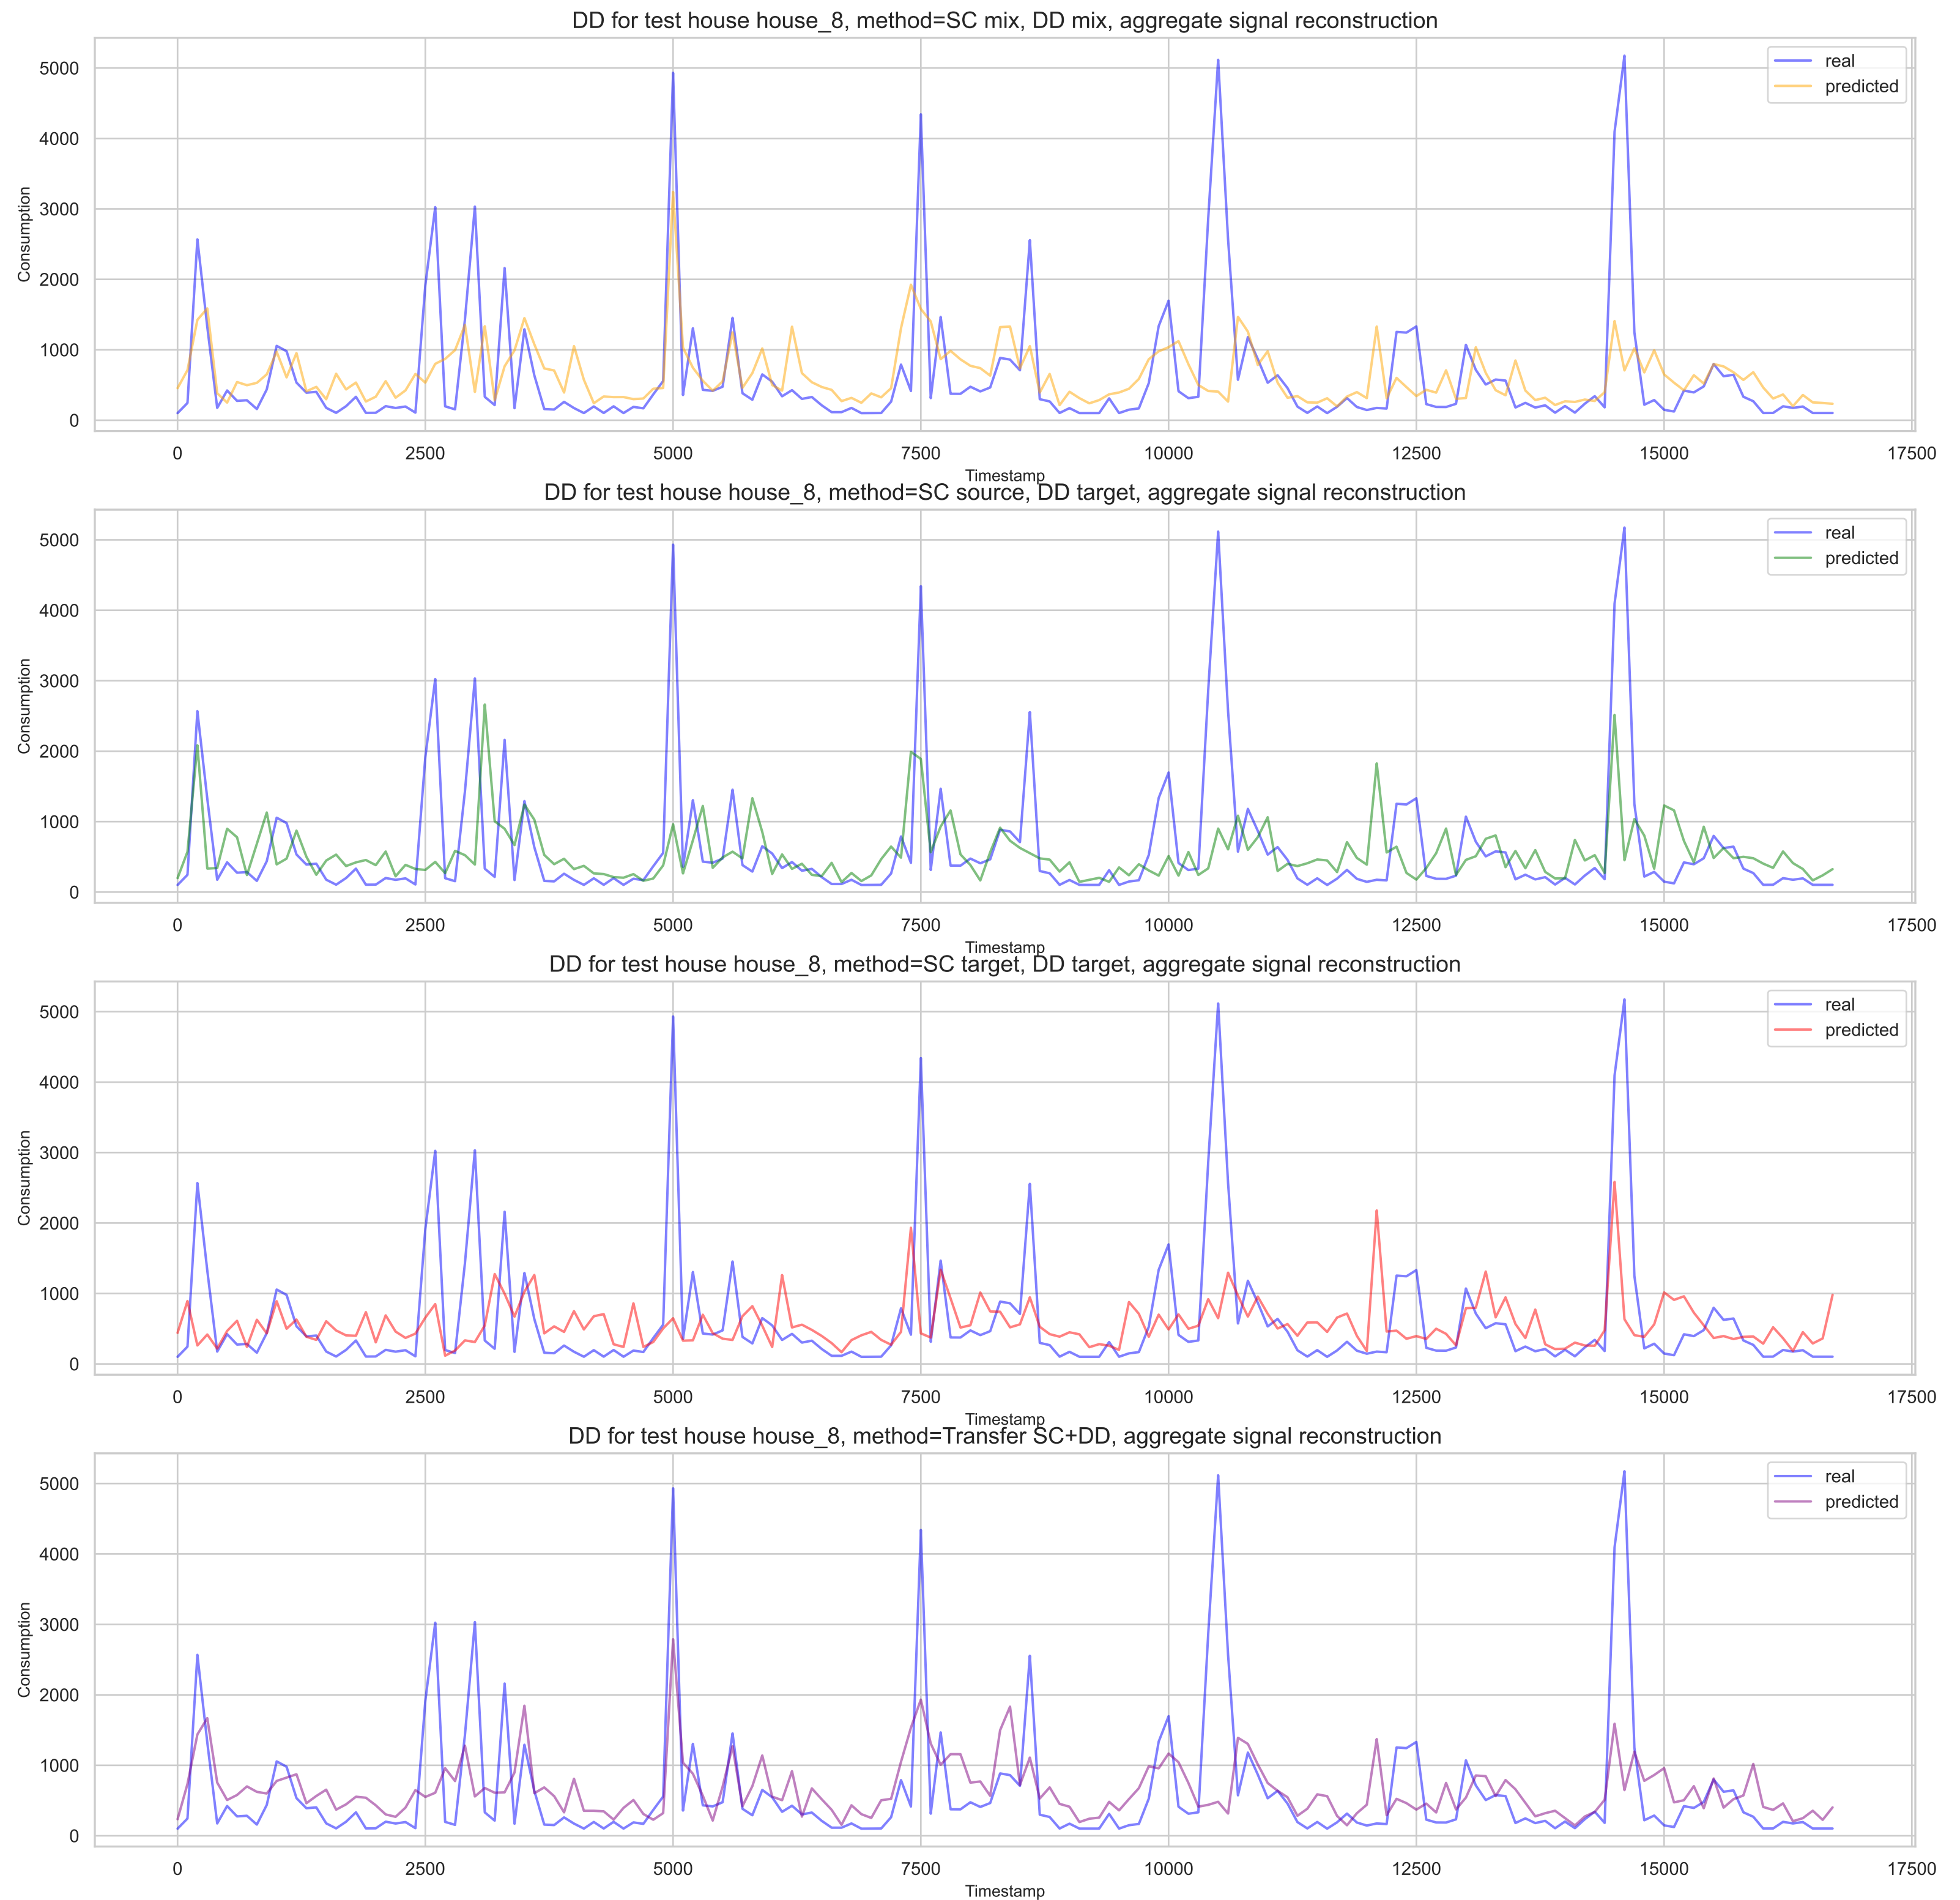 DD for test house house_8, method=SC mix, DD mix, aggregate signal reconstruction
5000
4000
3000
2000
1000
0
Consumption
real
predicted
0 2500 5000 7500 10000 12500 15000 17500
Timestamp
DD for test house house_8, method=SC source, DD target, aggregate signal reconstruction
5000
4000
3000
2000
1000
0
Consumption
real
predicted
0 2500 5000 7500 10000 12500 15000 17500
Timestamp
DD for test house house_8, method=SC target, DD target, aggregate signal reconstruction
5000
4000
3000
2000
1000
0
Consumption
real
predicted
0 2500 5000 7500 10000 12500 15000 17500
Timestamp
DD for test house house_8, method=Transfer SC+DD, aggregate signal reconstruction
5000
4000
3000
2000
1000
0
Consumption
real
predicted
0 2500 5000 7500 10000 12500 15000 17500
Timestamp